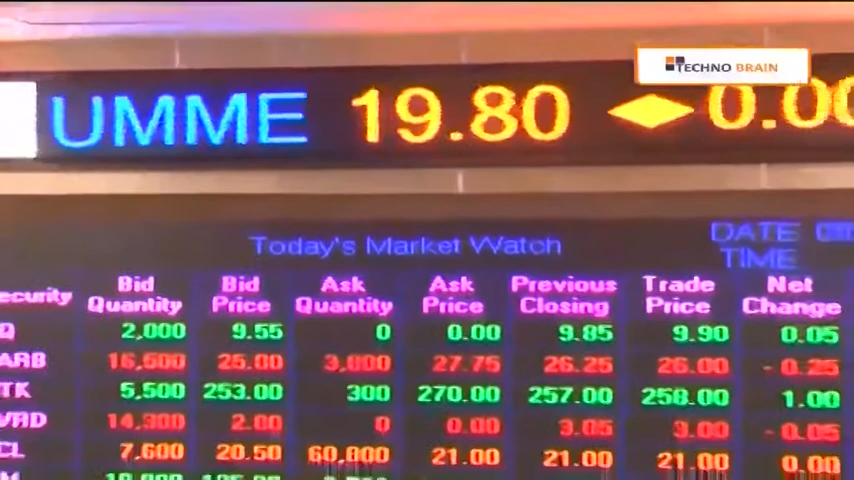 TECHNO BRAIN
UMME 19.80 0.00
Today's Market Watch
DATE
TIME
ecurity Bid Quantity Bid Price Ask Quantity Ask Price Previous Closing Trade Price Net Change
Q 2,000 9.55 0 0.00 9.85 9.90 0.05
ARB 16,500 25.00 3,000 27.75 26.25 26.00 - 0.25
TK 5,500 253.00 300 270.00 257.00 258.00 1.00
VRD 14,300 2.00 0 0.00 3.05 3.00 - 0.05
CL 7,600 20.50 60,800 21.00 21.00 21.00 0.00